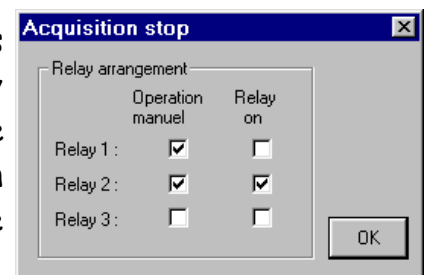 Acquisition stop
Relay arrangement
Operation manuel Relay on
Relay 1 :
Relay 2 :
Relay 3 :
OK